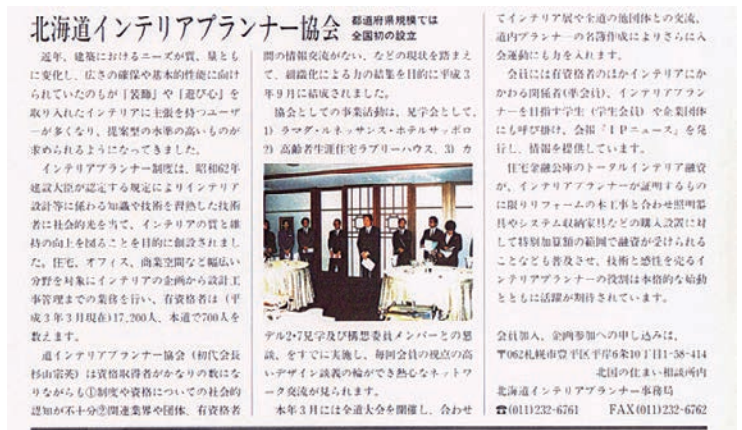 北海道インテリアプランナー協会
都道府県規模では
全国初の設立
近年、建築におけるニーズが質、量とも
に変化し、広さの確保や基本的性能に向け
られていたものが「装飾」や「遊び心」を
取り入れたインテリアに主張を持つユーザ
ーが多くなり、提案型の水準の高いものが
求められるようになってきました。
インテリアプランナー制度は、昭和62年
建設大臣が認定する規定によりインテリア
設計等に係わる知識や技術を習熟した技術
者に社会的光を当て、インテリアの質と維
持の向上を図ることを目的に創設されまし
た。住宅、オフィス、商業空間など幅広い
分野を対象にインテリアの企画から設計工
事管理までの業務を行い、有資格者は（平
成3年3月現在)17,200人、本道で700人を
数えます。
道インテリアプランナー協会（初代会長
杉山宗英）は資格取得者がかなりの数にな
りながらも①制度や資格についての社会的
認知が不十分②関連業界や団体、有資格者
間の情報交流がない、などの現状を踏まえ
て、組織化による力の結集を目的に平成3
年9月に結成されました。
協会としての事業活動は、見学会として、
1）ラマダ・ルネッサンス・ホテルサッポロ
2）高齢者生涯住宅ラブリーハウス、3）カ
デル2・7見学及び構想委員メンバーとの懇
談、をすでに実施し、毎回会員の視点の高
いデザイン談義の輪ができ熱心なネットワ
ーク交流が見られます。
本年3月には全道大会を開催し、合わせ
てインテリア展や全道の他団体との交流、
道内プランナーの名簿作成によりさらに入
会運動にも力を入れます。
会員には有資格者のほかインテリアにか
かわる関係者(準会員)、インテリアプラン
ナーを目指す学生（学生会員）や企業団体
にも呼び掛け、会報「IPニュース」を発
行し、情報を提供しています。
住宅金融公庫のトータルインテリア融資
が、インテリアプランナーが証明するもの
に限りリフォームの木工事と合わせ照明器
具やシステム収納家具などの購入設置に対
して特別加算額の範囲で融資が受けられる
ことなども普及させ、技術と感性を売るイ
ンテリアプランナーの役割は本格的な始動
とともに活躍が期待されています。
会員加入、企画参加への申し込みは、
〒062札幌市豊平区平岸6条10丁目1-38-414
北国の住まい相談所内
北海道インテリアプランナー事務局
☎(011)232-6761 FAX(011)232-6762